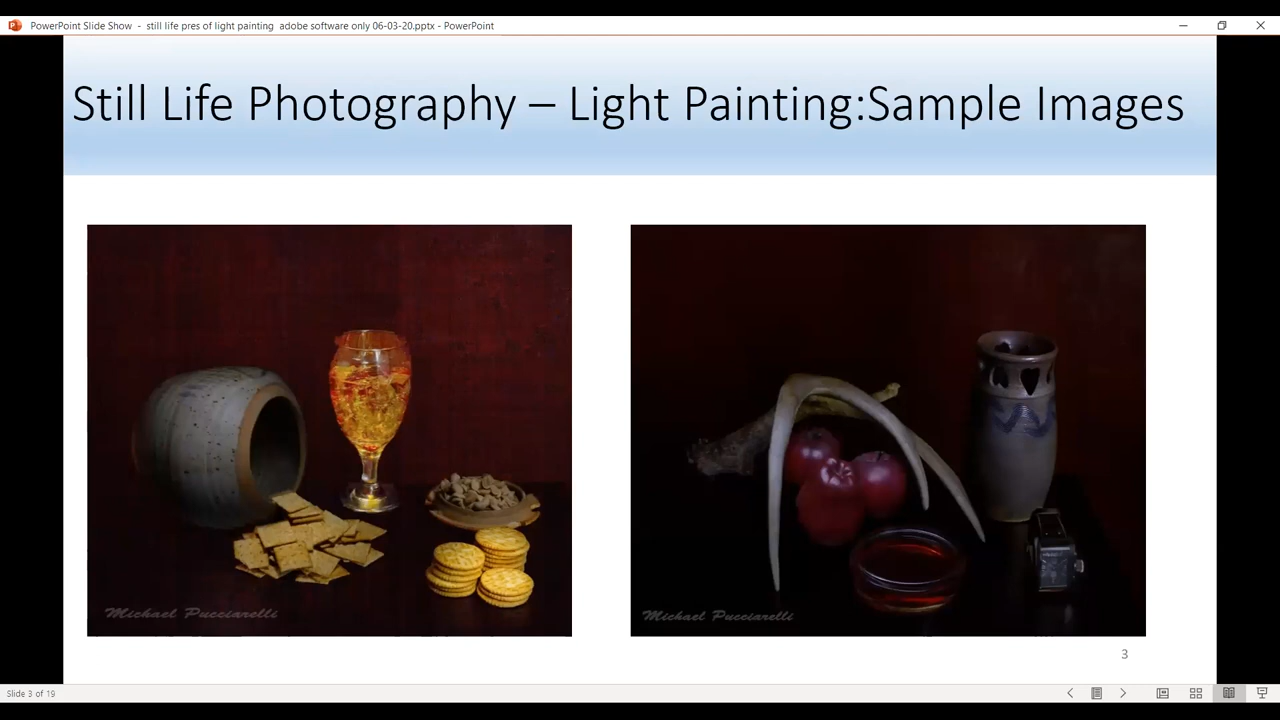 PowerPoint Slide Show - still life pres of light painting adobe software only 06-03-20.pptx - PowerPoint
Still Life Photography – Light Painting:Sample Images
Michael Pucciarelli
Michael Pucciarelli
3
Slide 3 of 19